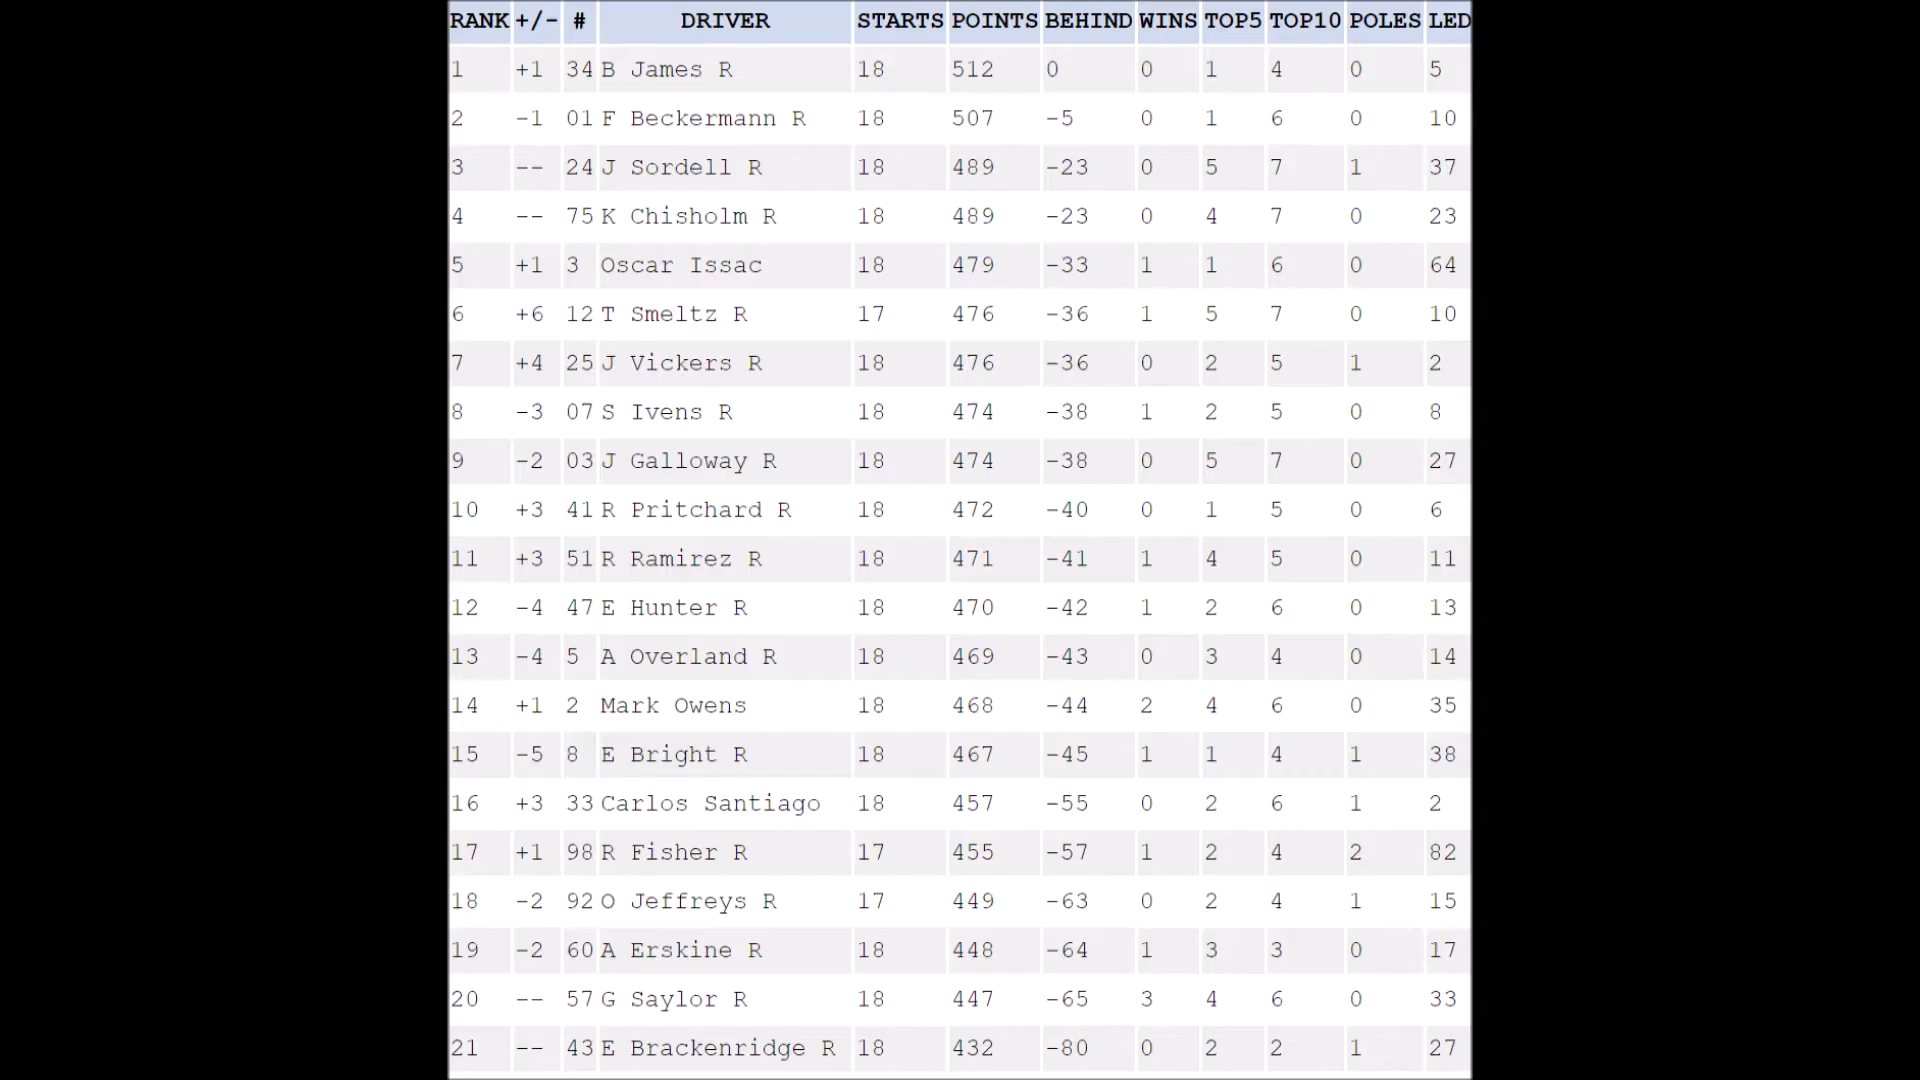 RANK +/- # DRIVER STARTS POINTS BEHIND WINS TOP5 TOP10 POLES LED
1 +1 34 B James R 18 512 0 0 1 4 0 5
2 -1 01 F Beckermann R 18 507 -5 0 1 6 0 10
3 -- 24 J Sordell R 18 489 -23 0 5 7 1 37
4 -- 75 K Chisholm R 18 489 -23 0 4 7 0 23
5 +1 3 Oscar Issac 18 479 -33 1 1 6 0 64
6 +6 12 T Smeltz R 17 476 -36 1 5 7 0 10
7 +4 25 J Vickers R 18 476 -36 0 2 5 1 2
8 -3 07 S Ivens R 18 474 -38 1 2 5 0 8
9 -2 03 J Galloway R 18 474 -38 0 5 7 0 27
10 +3 41 R Pritchard R 18 472 -40 0 1 5 0 6
11 +3 51 R Ramirez R 18 471 -41 1 4 5 0 11
12 -4 47 E Hunter R 18 470 -42 1 2 6 0 13
13 -4 5 A Overland R 18 469 -43 0 3 4 0 14
14 +1 2 Mark Owens 18 468 -44 2 4 6 0 35
15 -5 8 E Bright R 18 467 -45 1 1 4 1 38
16 +3 33 Carlos Santiago 18 457 -55 0 2 6 1 2
17 +1 98 R Fisher R 17 455 -57 1 2 4 2 82
18 -2 92 O Jeffreys R 17 449 -63 0 2 4 1 15
19 -2 60 A Erskine R 18 448 -64 1 3 3 0 17
20 -- 57 G Saylor R 18 447 -65 3 4 6 0 33
21 -- 43 E Brackenridge R 18 432 -80 0 2 2 1 27